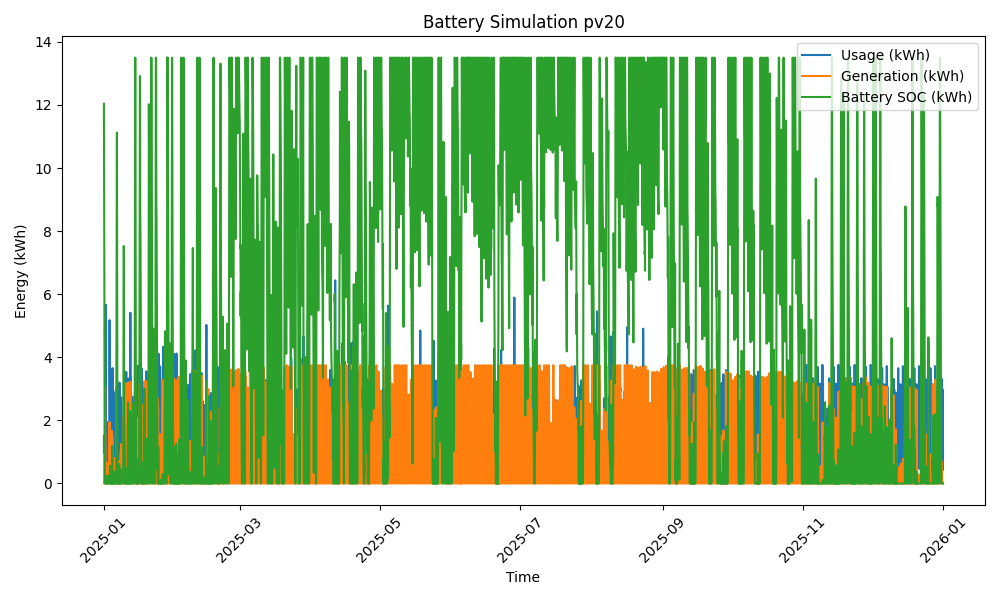 Battery Simulation pv20
Usage (kWh)
Generation (kWh)
Battery SOC (kWh)
Energy (kWh)
14
12
10
8
6
4
2
0
2025-01
2025-03
2025-05
2025-07
2025-09
2025-11
2026-01
Time